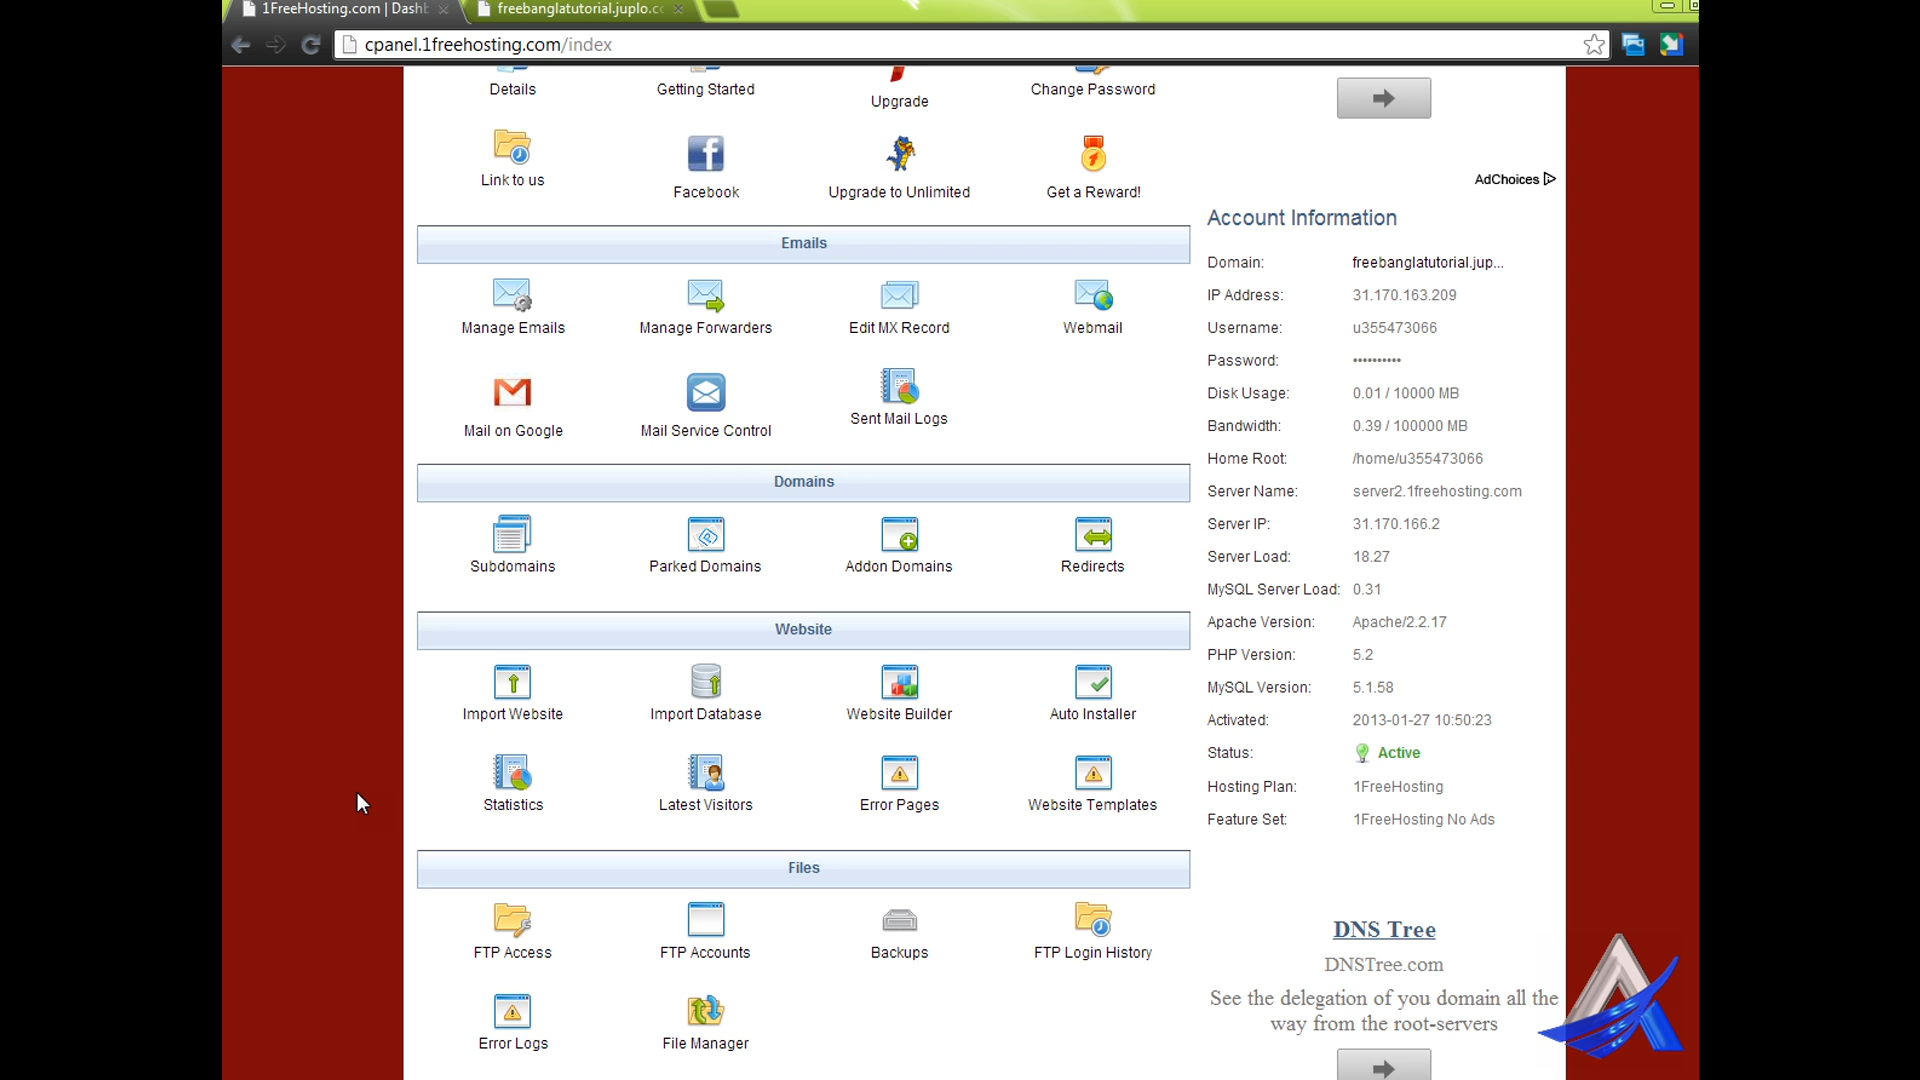 1FreeHosting.com | Dashb
freebanglatutorial.juplo.co
cpanel.1freehosting.com/index
Details
Getting Started
Upgrade
Change Password
Link to us
Facebook
Upgrade to Unlimited
Get a Reward!
Emails
Manage Emails
Manage Forwarders
Edit MX Record
Webmail
Mail on Google
Mail Service Control
Sent Mail Logs
Domains
Subdomains
Parked Domains
Addon Domains
Redirects
Website
Import Website
Import Database
Website Builder
Auto Installer
Statistics
Latest Visitors
Error Pages
Website Templates
Files
FTP Access
FTP Accounts
Backups
FTP Login History
Error Logs
File Manager
AdChoices
Account Information
Domain: freebanglatutorial.jup...
IP Address: 31.170.163.209
Username: u355473066
Password: ••••••••••
Disk Usage: 0.01 / 10000 MB
Bandwidth: 0.39 / 100000 MB
Home Root: /home/u355473066
Server Name: server2.1freehosting.com
Server IP: 31.170.166.2
Server Load: 18.27
MySQL Server Load: 0.31
Apache Version: Apache/2.2.17
PHP Version: 5.2
MySQL Version: 5.1.58
Activated: 2013-01-27 10:50:23
Status: Active
Hosting Plan: 1FreeHosting
Feature Set: 1FreeHosting No Ads
DNS Tree
DNSTree.com
See the delegation of you domain all the
way from the root-servers